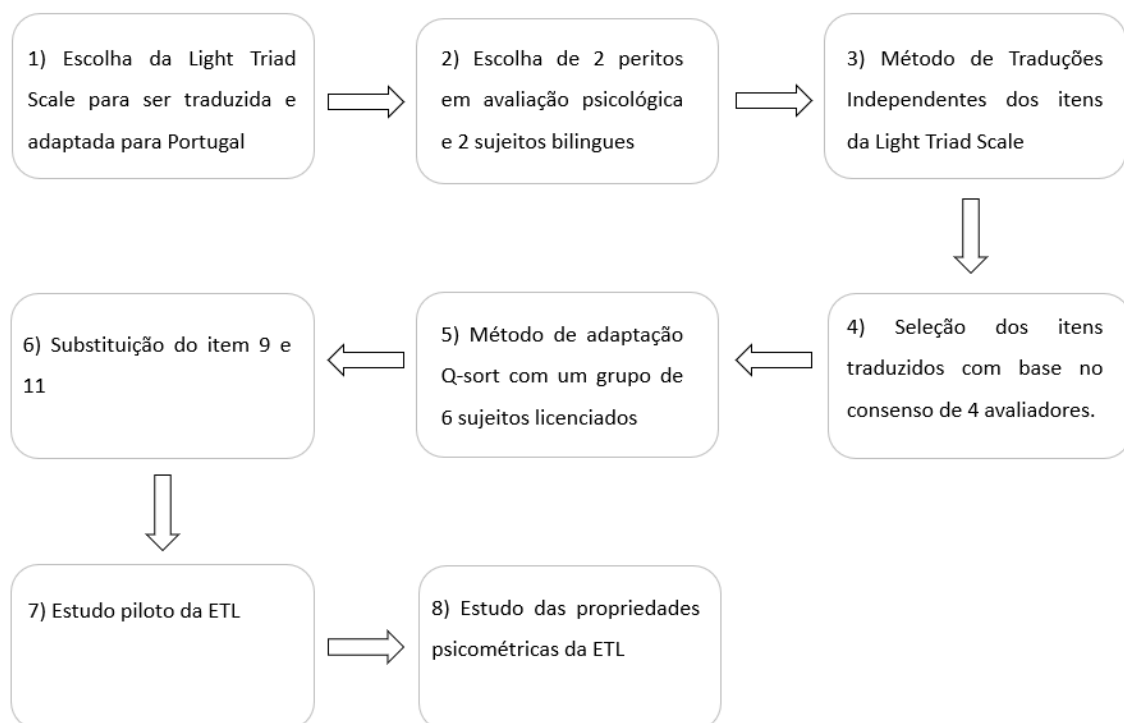 1) Escolha da Light Triad
Scale para ser traduzida e
adaptada para Portugal
2) Escolha de 2 peritos
em avaliação psicológica
e 2 sujeitos bilingues
3) Método de Traduções
Independentes dos itens
da Light Triad Scale
4) Seleção dos itens
traduzidos com base no
consenso de 4 avaliadores.
5) Método de adaptação
Q-sort com um grupo de
6 sujeitos licenciados
6) Substituição do item 9 e
11
7) Estudo piloto da ETL
8) Estudo das propriedades
psicométricas da ETL